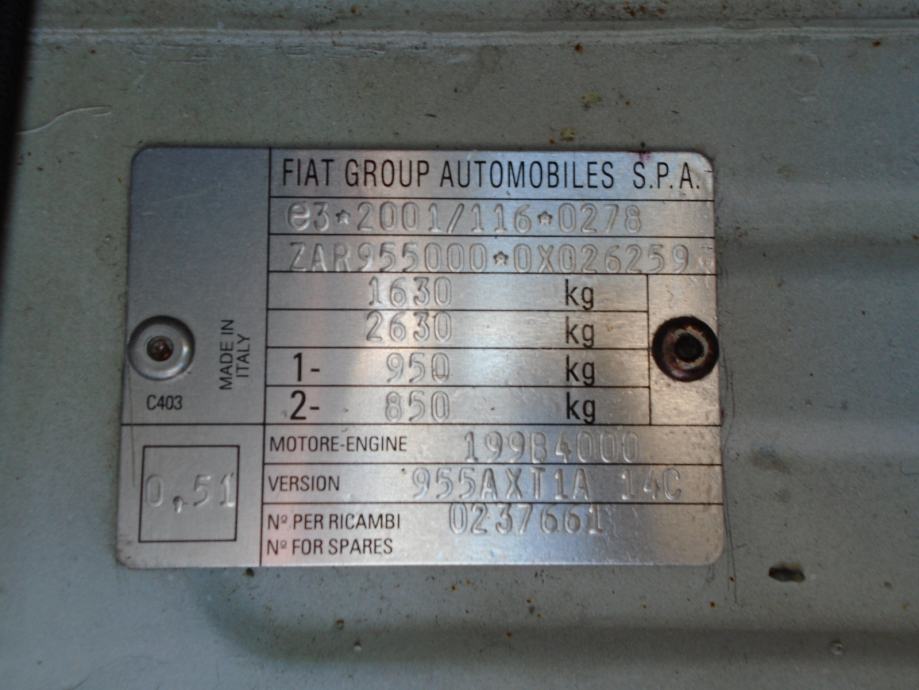 FIAT GROUP AUTOMOBILES S.P.A.
e3*2001/116*0278
ZAR955000*0X026259*
1630 kg
2630 kg
1- 950 kg
2- 850 kg
MADE IN ITALY
C403
MOTORE-ENGINE 199B4000
VERSION 955AXT1A 14C
0,51
Nº PER RICAMBI 0237661
Nº FOR SPARES